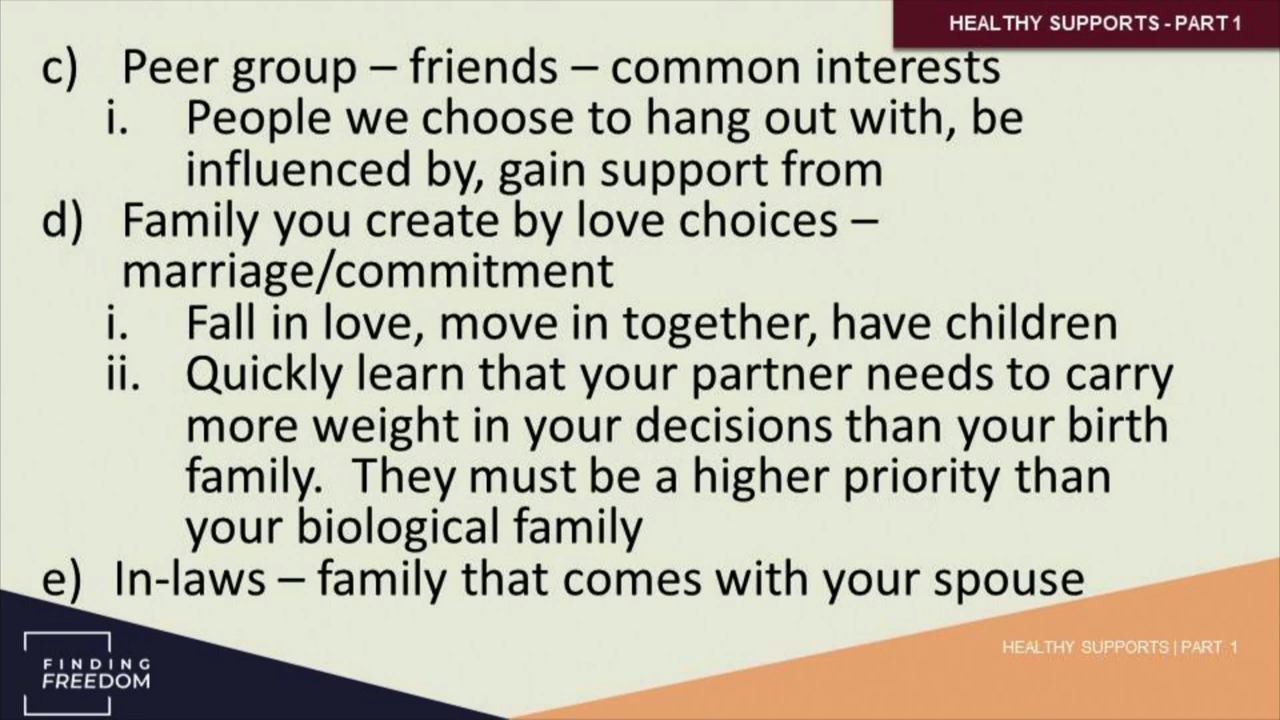 HEALTHY SUPPORTS - PART 1
c) Peer group – friends – common interests
i. People we choose to hang out with, be
influenced by, gain support from
d) Family you create by love choices –
marriage/commitment
i. Fall in love, move in together, have children
ii. Quickly learn that your partner needs to carry
more weight in your decisions than your birth
family.  They must be a higher priority than
your biological family
e) In-laws – family that comes with your spouse
HEALTHY SUPPORTS | PART 1
FINDING
FREEDOM